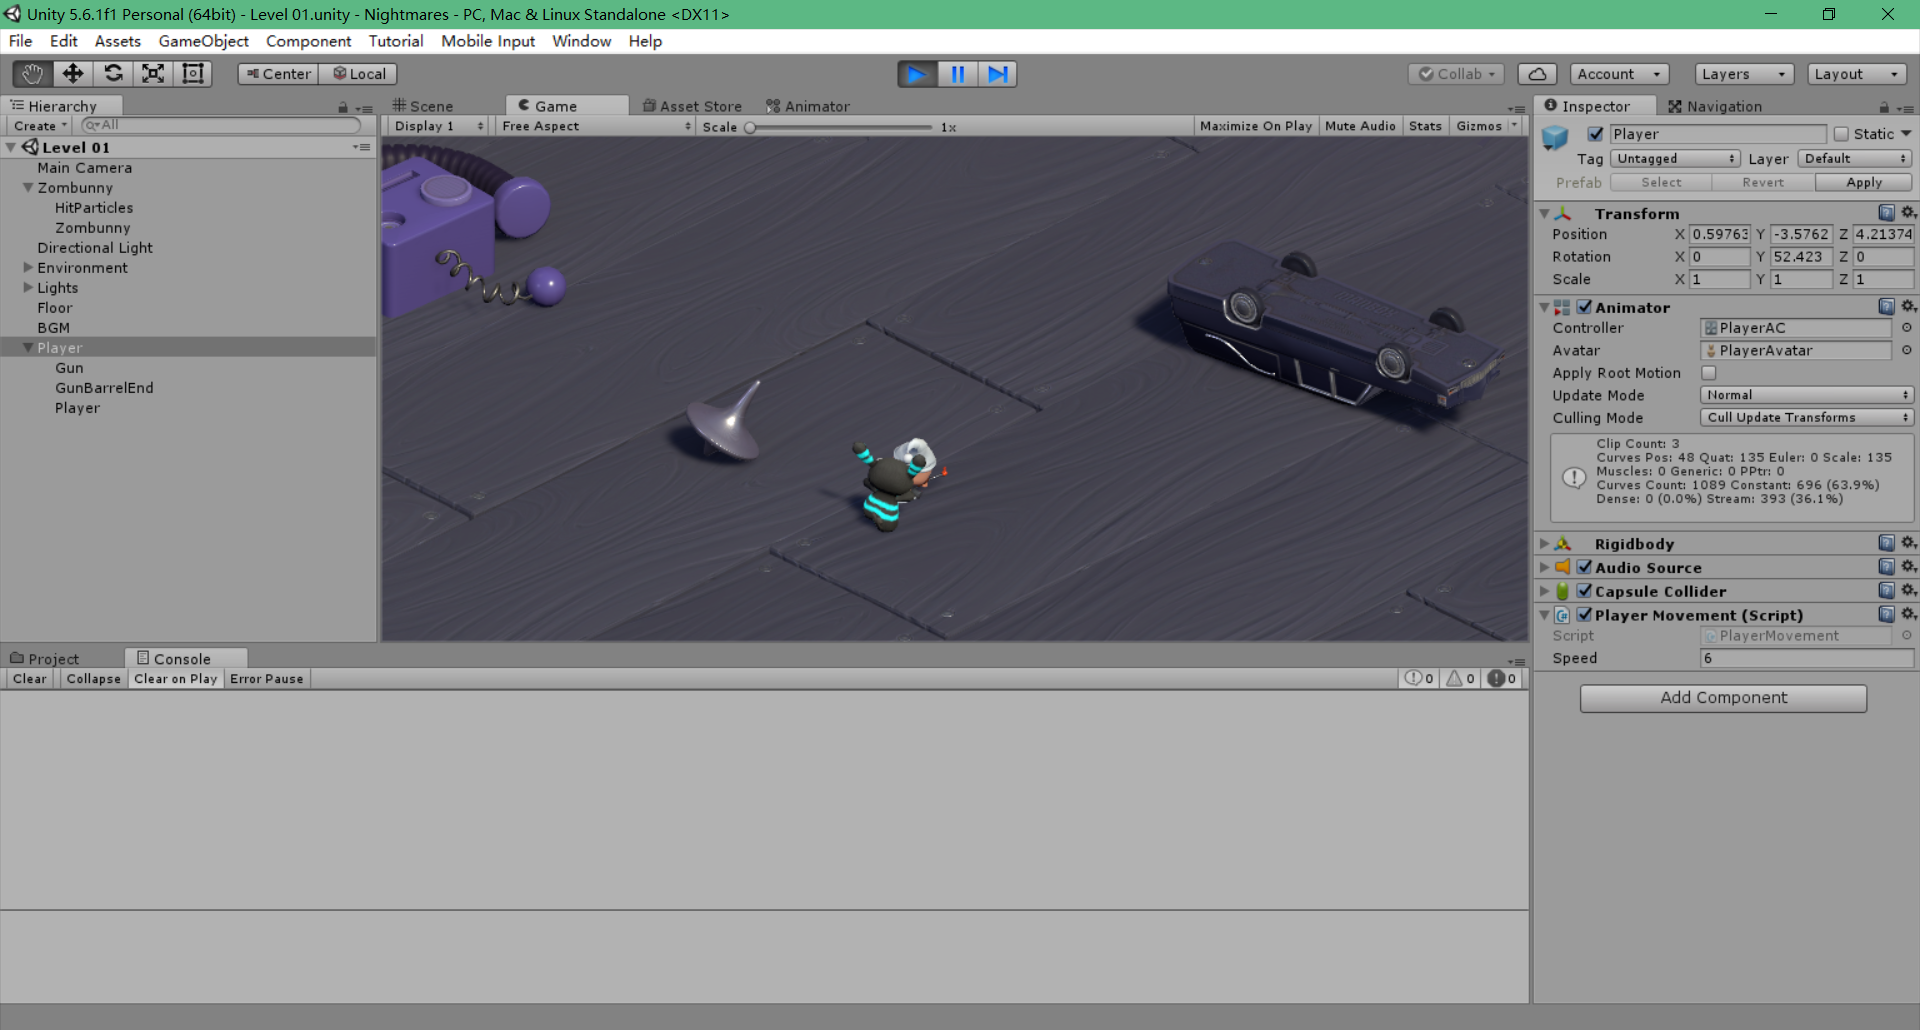 Unity 5.6.1f1 Personal (64bit) - Level 01.unity - Nightmares - PC, Mac & Linux Standalone <DX11>
File Edit Assets GameObject Component Tutorial Mobile Input Window Help
Center Local Collab Account Layers Layout
Hierarchy
Create All
Level 01
Main Camera
Zombunny
HitParticles
Zombunny
Directional Light
Environment
Lights
Floor
BGM
Player
Gun
GunBarrelEnd
Player
Scene Game Asset Store Animator
Display 1 Free Aspect Scale 1x Maximize On Play Mute Audio Stats Gizmos
Project Console
Clear Collapse Clear on Play Error Pause 0 0 0
Inspector Navigation
Player Static
Tag Untagged Layer Default
Prefab Select Revert Apply
Transform
Position X 0.59763 Y -3.5762 Z 4.21374
Rotation X 0 Y 52.423 Z 0
Scale X 1 Y 1 Z 1
Animator
Controller PlayerAC
Avatar PlayerAvatar
Apply Root Motion
Update Mode Normal
Culling Mode Cull Update Transforms
Clip Count: 3
Curves Pos: 48 Quat: 135 Euler: 0 Scale: 135
Muscles: 0 Generic: 0 PPtr: 0
Curves Count: 1089 Constant: 696 (63.9%)
Dense: 0 (0.0%) Stream: 393 (36.1%)
Rigidbody
Audio Source
Capsule Collider
Player Movement (Script)
Script PlayerMovement
Speed 6
Add Component